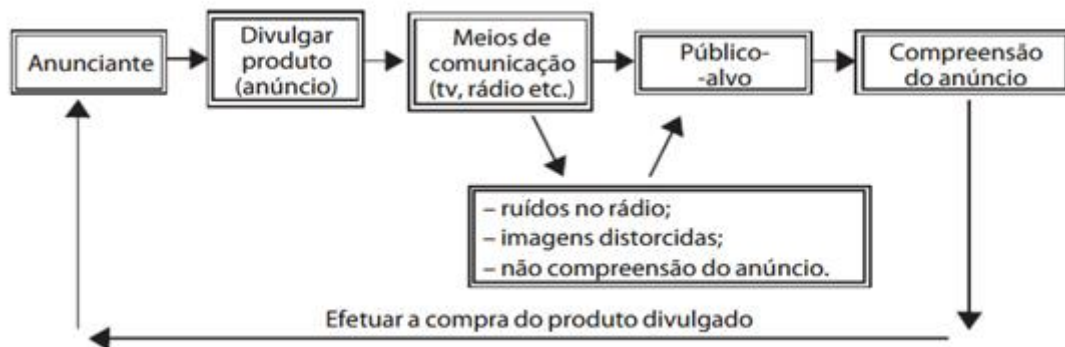 Anunciante
Divulgar
produto
(anúncio)
Meios de
comunicação
(tv, rádio etc.)
Público-
-alvo
Compreensão
do anúncio
– ruídos no rádio;
– imagens distorcidas;
– não compreensão do anúncio.
Efetuar a compra do produto divulgado